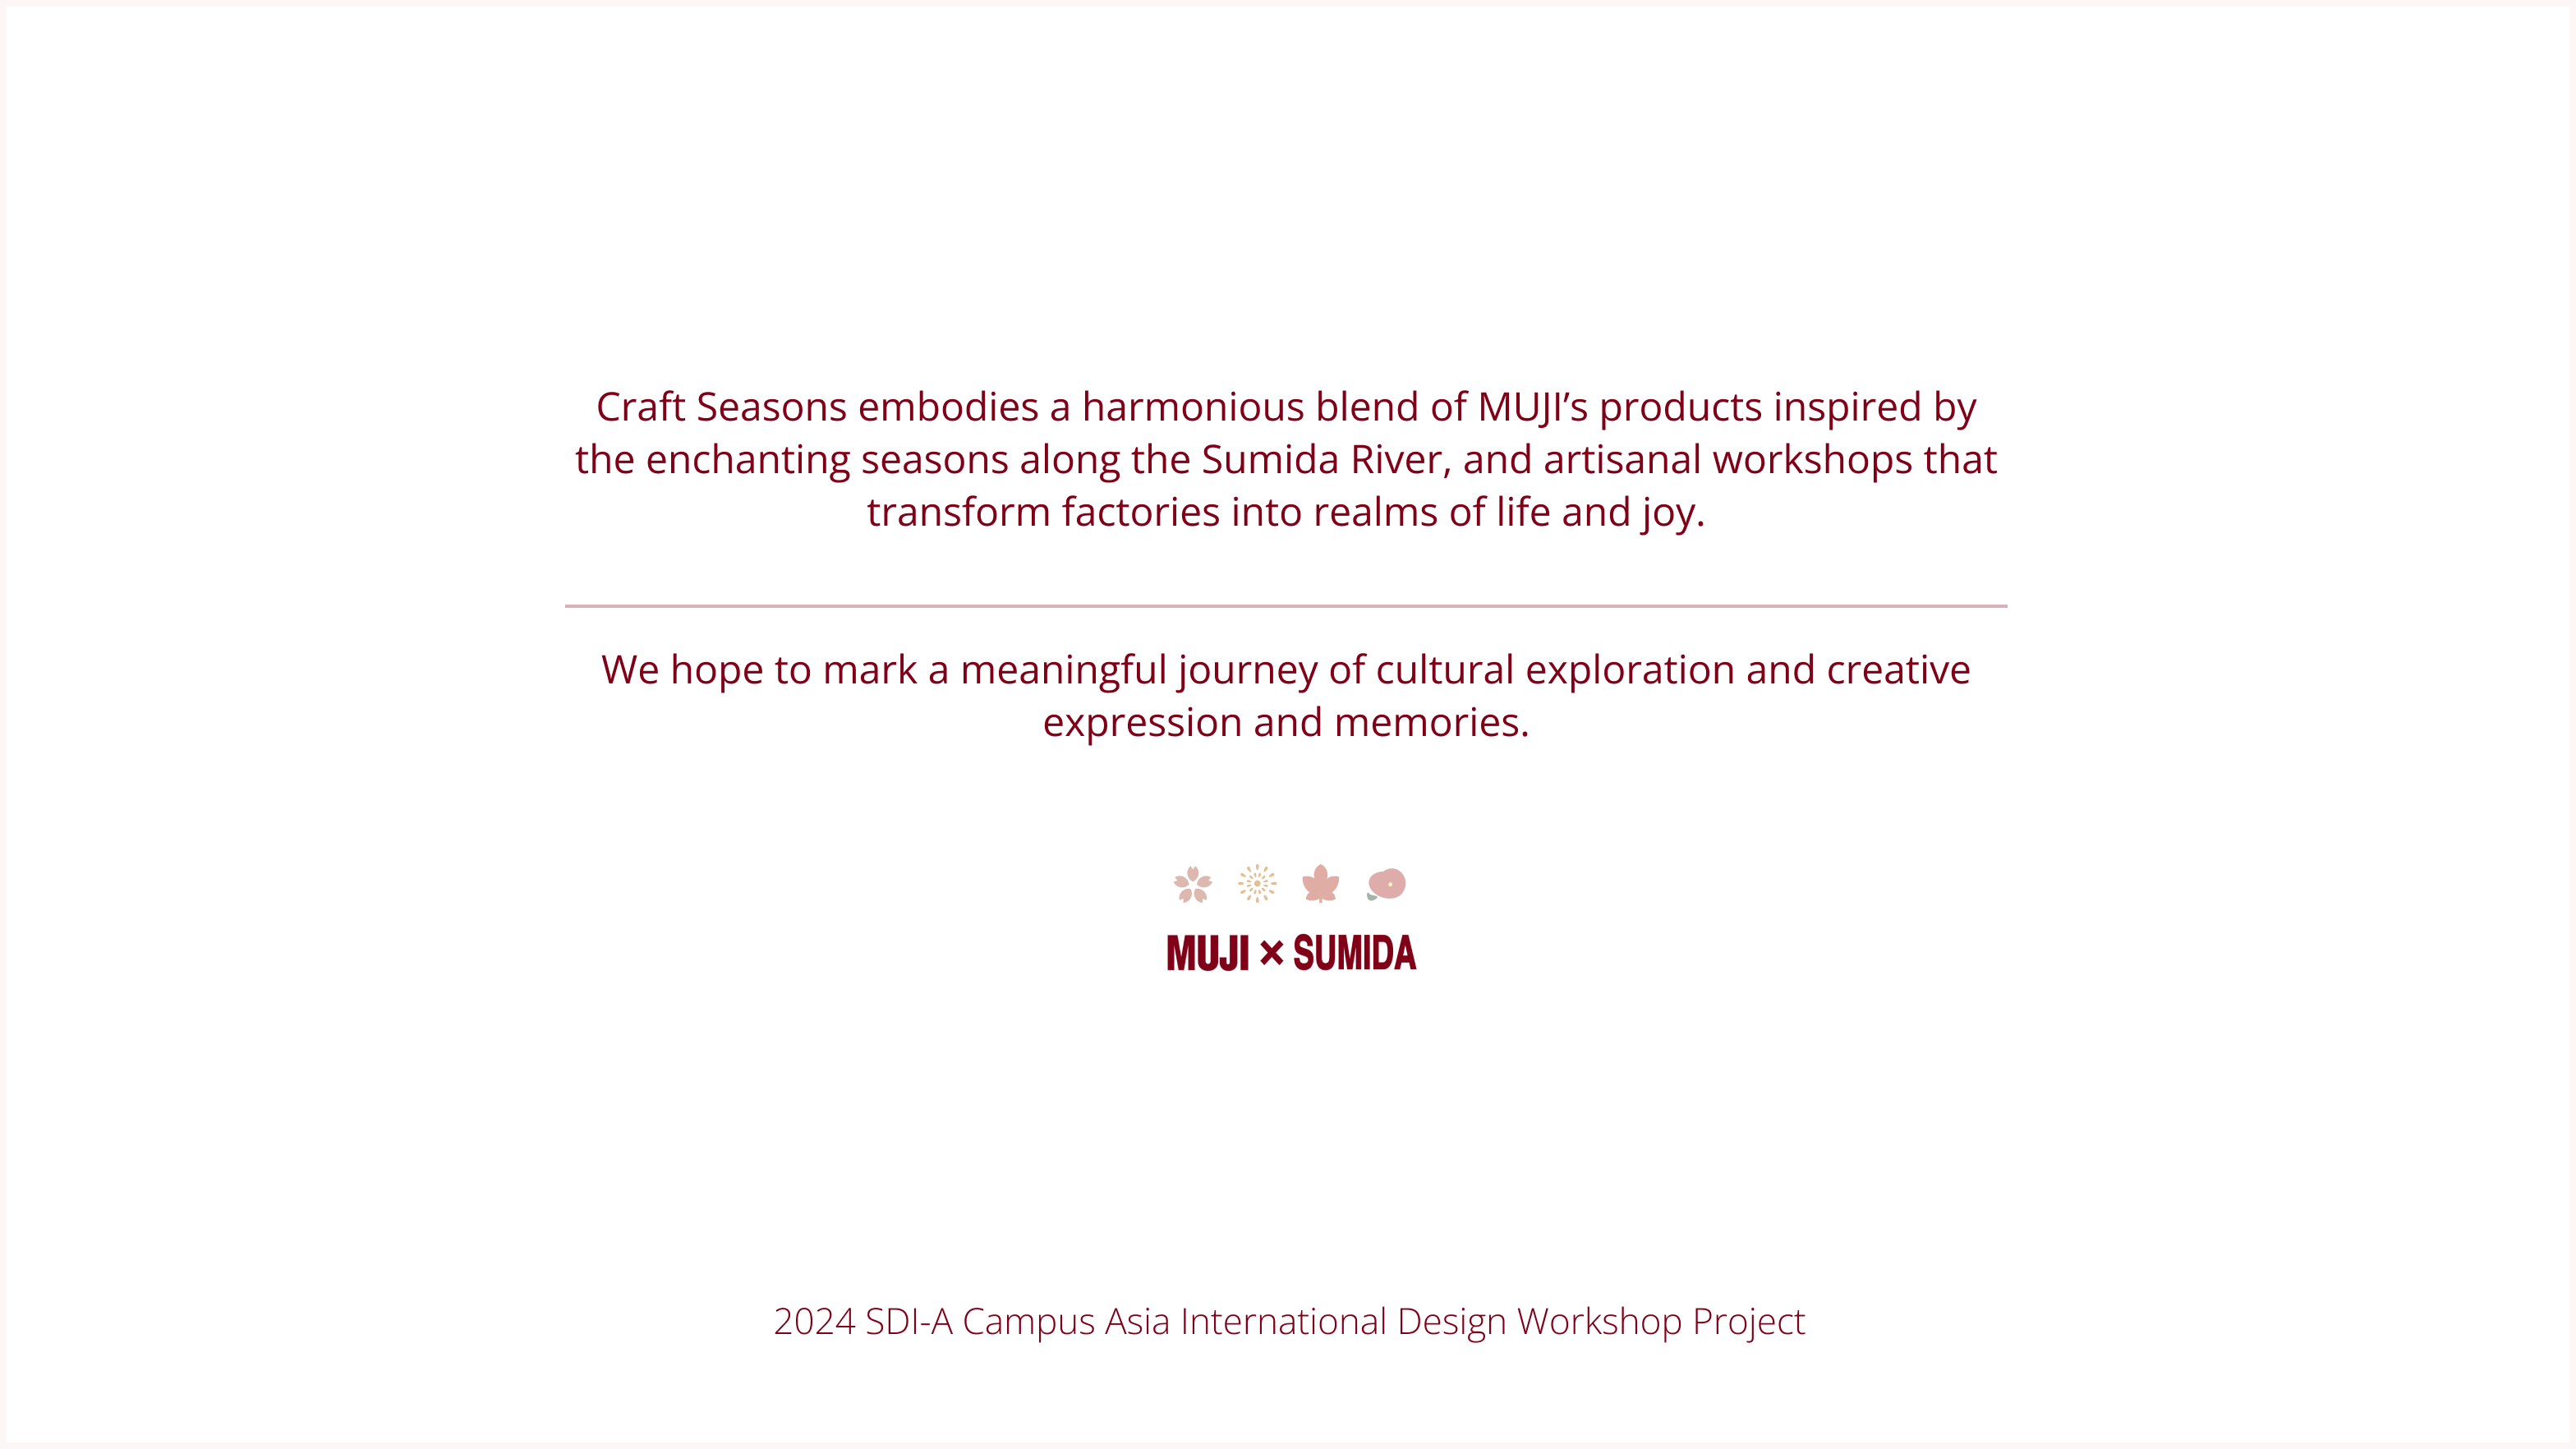 Craft Seasons embodies a harmonious blend of MUJI’s products inspired by
the enchanting seasons along the Sumida River, and artisanal workshops that
transform factories into realms of life and joy.
We hope to mark a meaningful journey of cultural exploration and creative
expression and memories.
MUJI × SUMIDA
2024 SDI-A Campus Asia International Design Workshop Project